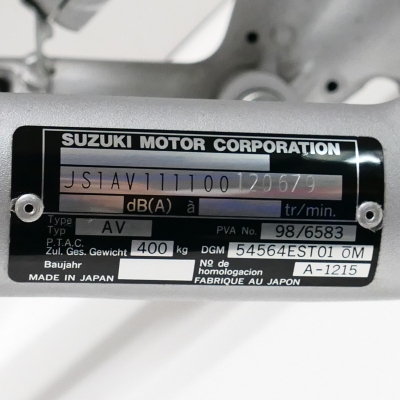 SUZUKI MOTOR CORPORATION
JS1AV111100120679
dB(A) à tr/min.
Type
Typ AV PVA No. 98/6583
P.T.A.C.
Zul. Ges. Gewicht 400 kg DGM 54564EST01 ŌM
Baujahr Nº de homologacion A-1215
MADE IN JAPAN FABRIQUE AU JAPON